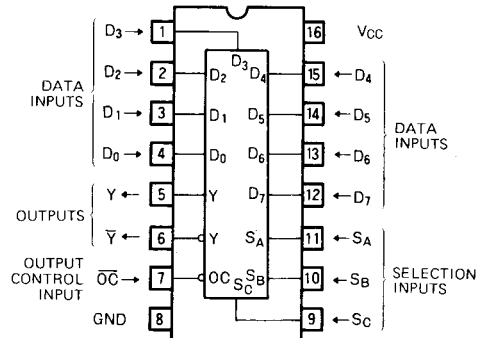 D3 → 1
D2 → 2
D1 → 3
D0 → 4
DATA
INPUTS
Y ← 5
Y̅ ← 6
OUTPUTS
OUTPUT
CONTROL
INPUT
O̅C̅ → 7
GND 8
D3
D2 D4
D1 D5
D0 D6
Y D7
Y SA
OC SB
SC
16 VCC
15 ← D4
14 ← D5
13 ← D6
12 ← D7
DATA
INPUTS
11 ← SA
10 ← SB
9 ← SC
SELECTION
INPUTS